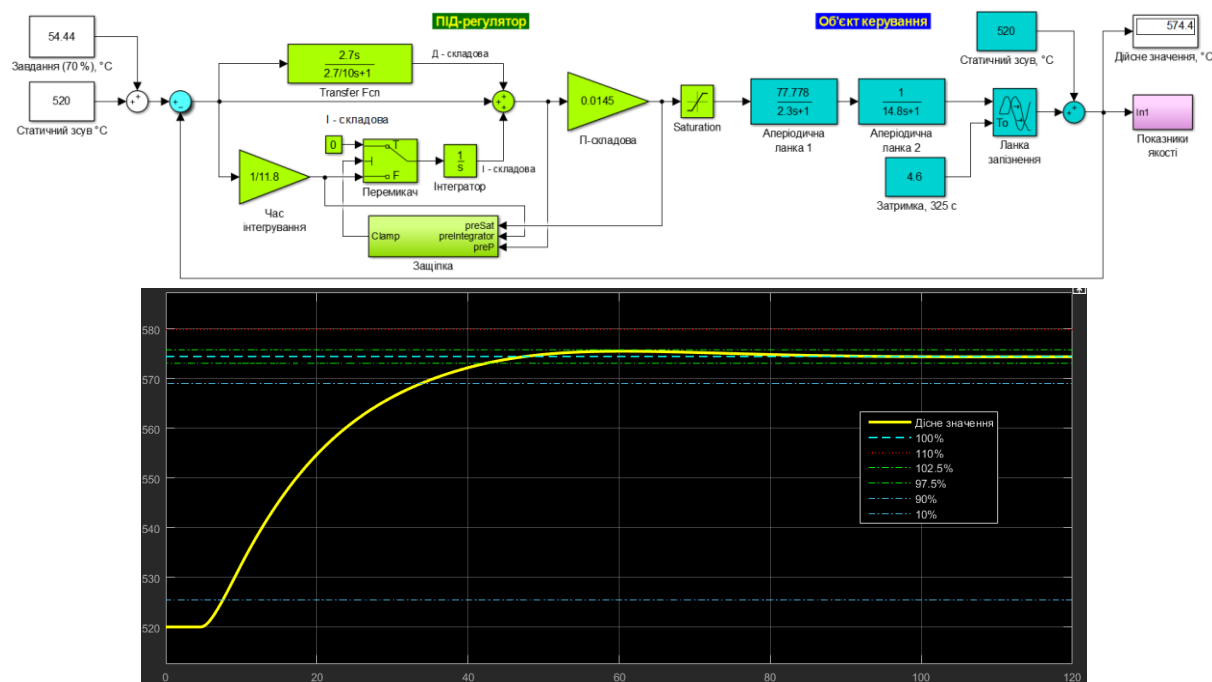 ПІД-регулятор
Об'єкт керування
54.44
Завдання (70 %), °С
520
Статичний зсув °С
2.7s
2.7/10s+1
Transfer Fcn
Д - складова
І - складова
0
T
F
Перемикач
1
s
Інтегратор
І - складова
1/11.8
Час
інтегрування
Clamp
preSat
preIntegrator
preP
Защіпка
0.0145
П-складова
Saturation
77.778
2.3s+1
Аперіодична
ланка 1
1
14.8s+1
Аперіодична
ланка 2
4.6
Затримка, 325 с
To
Ланка
запізнення
520
Статичний зсув, °С
574.4
Дійсне значення, °С
In1
Показники
якості
580
570
560
550
540
530
520
0
20
40
60
80
100
120
Дісне значення
100%
110%
102.5%
97.5%
90%
10%